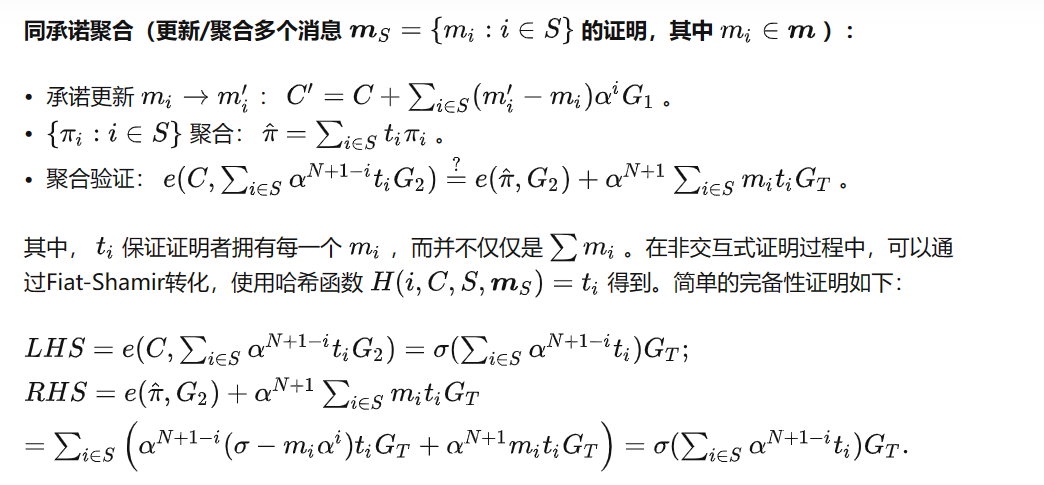 同承诺聚合（更新/聚合多个消息 $\boldsymbol{m}_S = \{m_i : i \in S\}$ 的证明，其中 $m_i \in \boldsymbol{m}$ ）：
• 承诺更新 $m_i \to m_i'$ ： $C' = C + \sum_{i \in S}(m_i' - m_i)\alpha^i G_1$ 。
• $\{\pi_i : i \in S\}$ 聚合： $\hat{\pi} = \sum_{i \in S} t_i \pi_i$ 。
• 聚合验证： $e(C, \sum_{i \in S} \alpha^{N+1-i} t_i G_2) \stackrel{?}{=} e(\hat{\pi}, G_2) + \alpha^{N+1} \sum_{i \in S} m_i t_i G_T$ 。
其中， $t_i$ 保证证明者拥有每一个 $m_i$ ，而并不仅仅是 $\sum m_i$ 。在非交互式证明过程中，可以通
过Fiat-Shamir转化，使用哈希函数 $H(i, C, S, \boldsymbol{m}_S) = t_i$ 得到。简单的完备性证明如下：
$LHS = e(C, \sum_{i \in S} \alpha^{N+1-i} t_i G_2) = \sigma(\sum_{i \in S} \alpha^{N+1-i} t_i) G_T;$
$RHS = e(\hat{\pi}, G_2) + \alpha^{N+1} \sum_{i \in S} m_i t_i G_T$
$= \sum_{i \in S} \left( \alpha^{N+1-i}(\sigma - m_i \alpha^i) t_i G_T + \alpha^{N+1} m_i t_i G_T \right) = \sigma(\sum_{i \in S} \alpha^{N+1-i} t_i) G_T.$